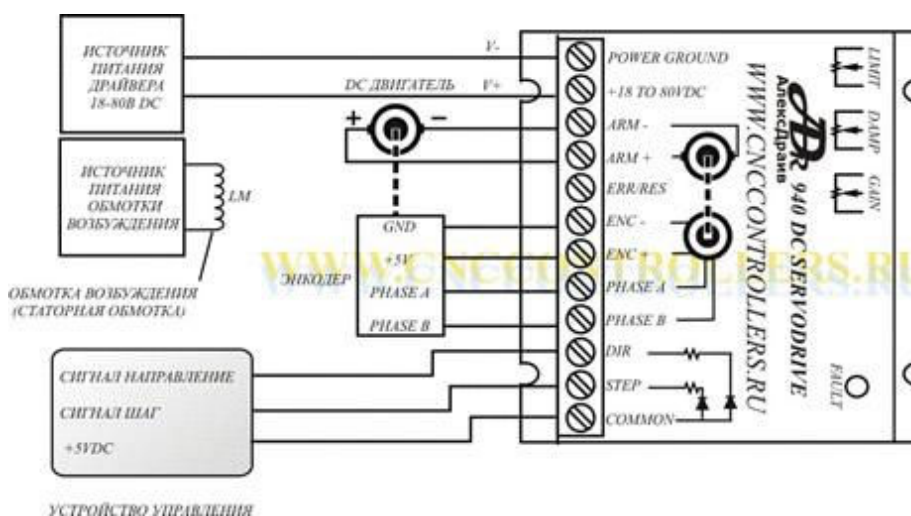 ИСТОЧНИК
ПИТАНИЯ
ДРАЙВЕРА
18-80В DC
V-
V+
DC ДВИГАТЕЛЬ
+
−
ИСТОЧНИК
ПИТАНИЯ
ОБМОТКИ
ВОЗБУЖДЕНИЯ
LM
ОБМОТКА ВОЗБУЖДЕНИЯ
(СТАТОРНАЯ ОБМОТКА)
ЭНКОДЕР
GND
+5V
PHASE A
PHASE B
СИГНАЛ НАПРАВЛЕНИЕ
СИГНАЛ ШАГ
+5VDC
УСТРОЙСТВО УПРАВЛЕНИЯ
POWER GROUND
+18 TO 80VDC
ARM -
ARM +
ERR/RES
ENC -
ENC +
PHASE A
PHASE B
DIR
STEP
COMMON
WWW.CNCCONTROLLERS.RU
АлексДрайв
940 DC SERVODRIVE
LIMIT
DAMP
GAIN
FAULT
WWW.CNCCONTROLLERS.RU